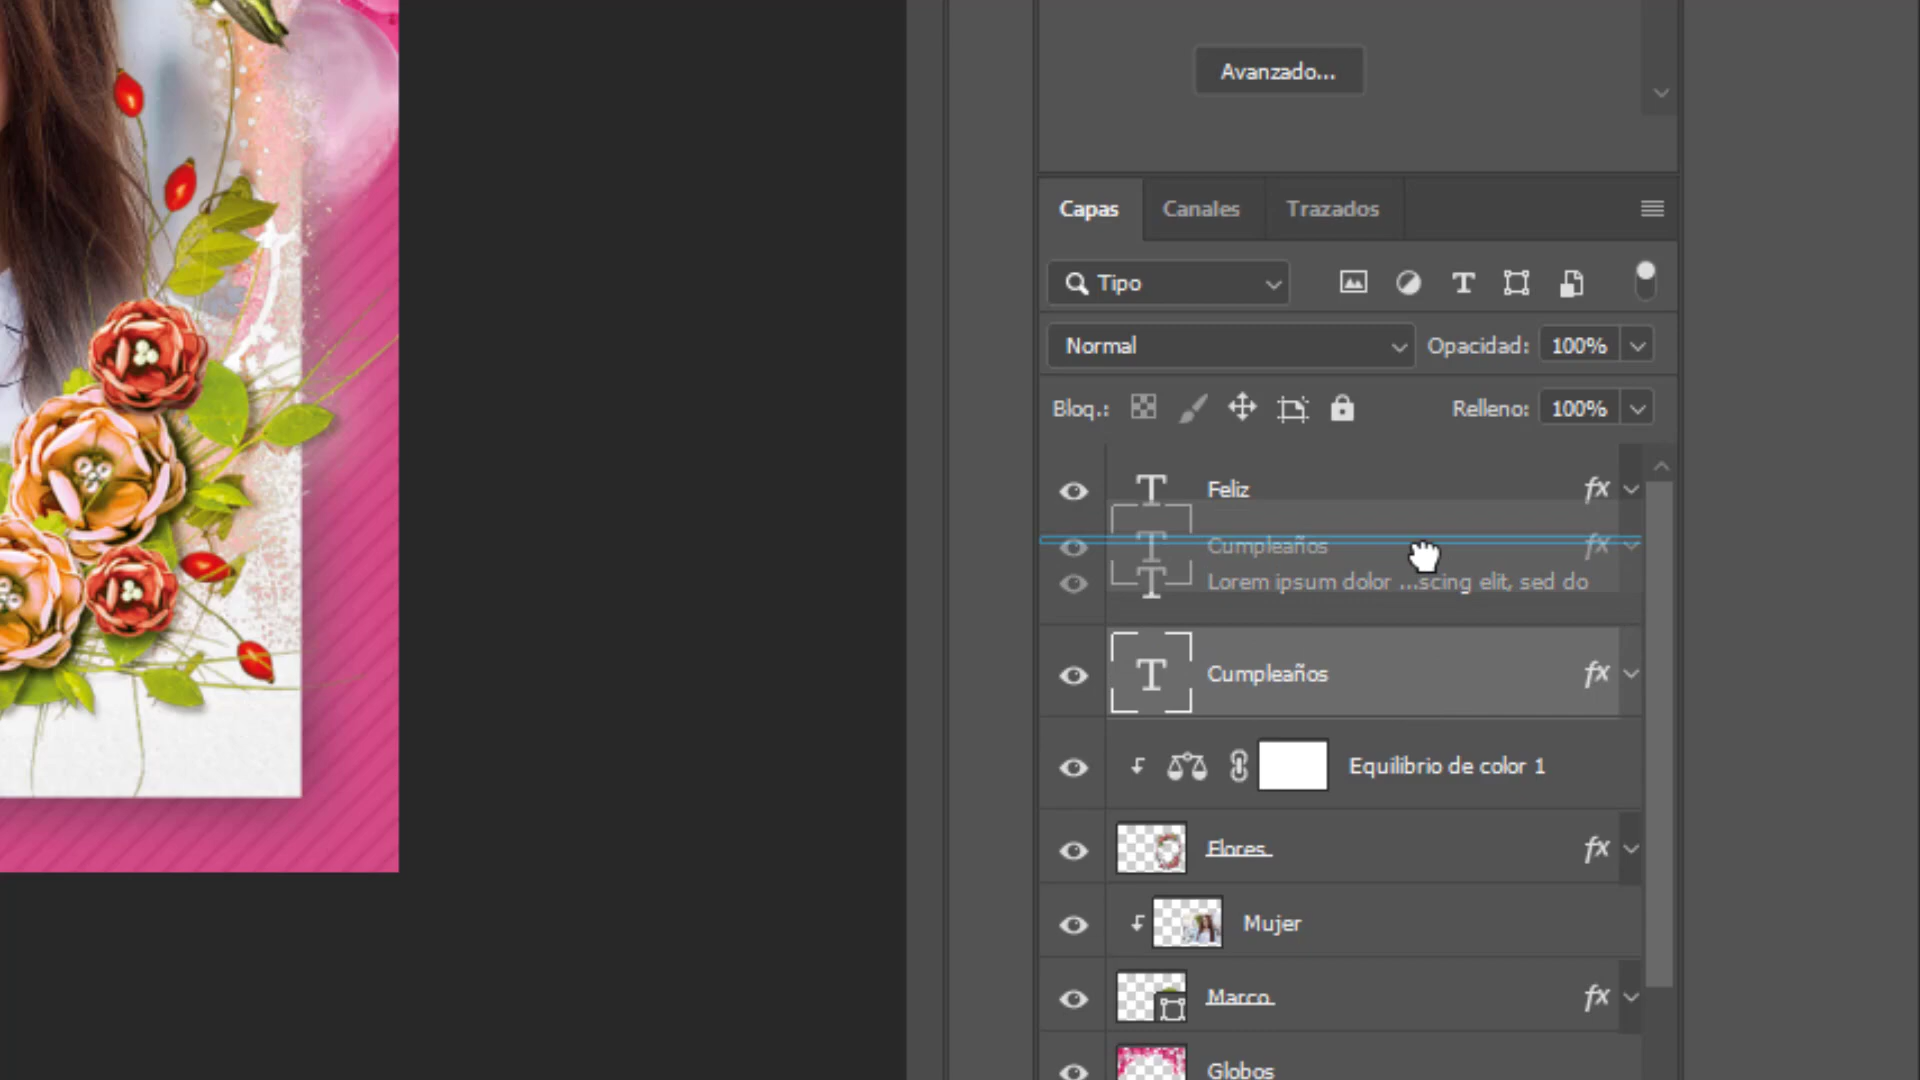 Avanzado...
Capas Canales Trazados
Tipo T
Normal Opacidad: 100%
Bloq.: Relleno: 100%
T Feliz fx
T Cumpleaños fx
T Lorem ipsum dolor ...scing elit, sed do
T Cumpleaños fx
Equilibrio de color 1
Flores fx
Mujer
Marco fx
Globos